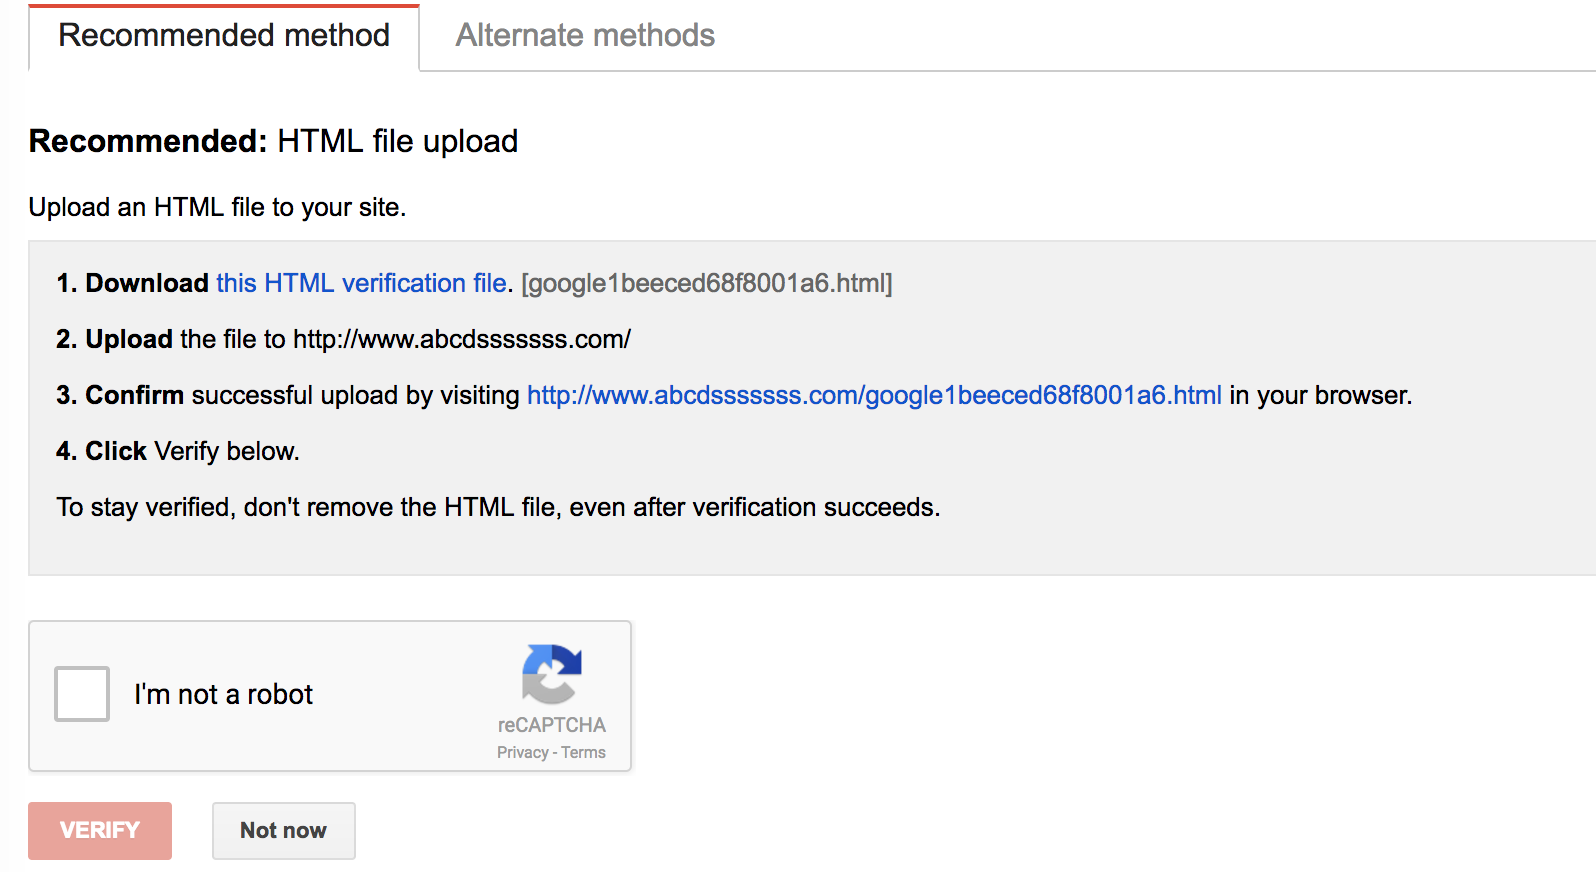 Recommended method
Alternate methods
Recommended: HTML file upload
Upload an HTML file to your site.
1. Download this HTML verification file. [google1beeced68f8001a6.html]
2. Upload the file to http://www.abcdsssssss.com/
3. Confirm successful upload by visiting http://www.abcdsssssss.com/google1beeced68f8001a6.html in your browser.
4. Click Verify below.
To stay verified, don't remove the HTML file, even after verification succeeds.
I'm not a robot
reCAPTCHA
Privacy - Terms
VERIFY
Not now